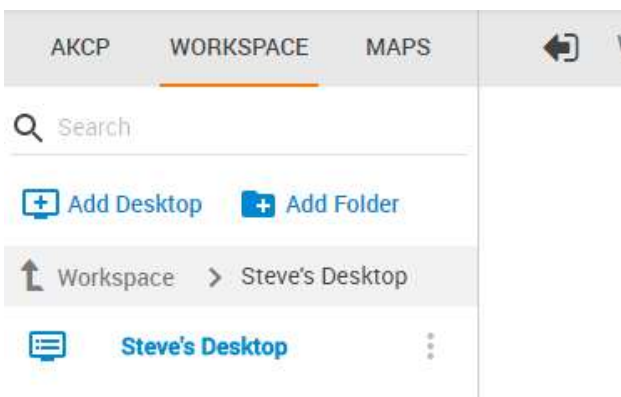 AKCP WORKSPACE MAPS
Search
Add Desktop Add Folder
Workspace > Steve's Desktop
Steve's Desktop